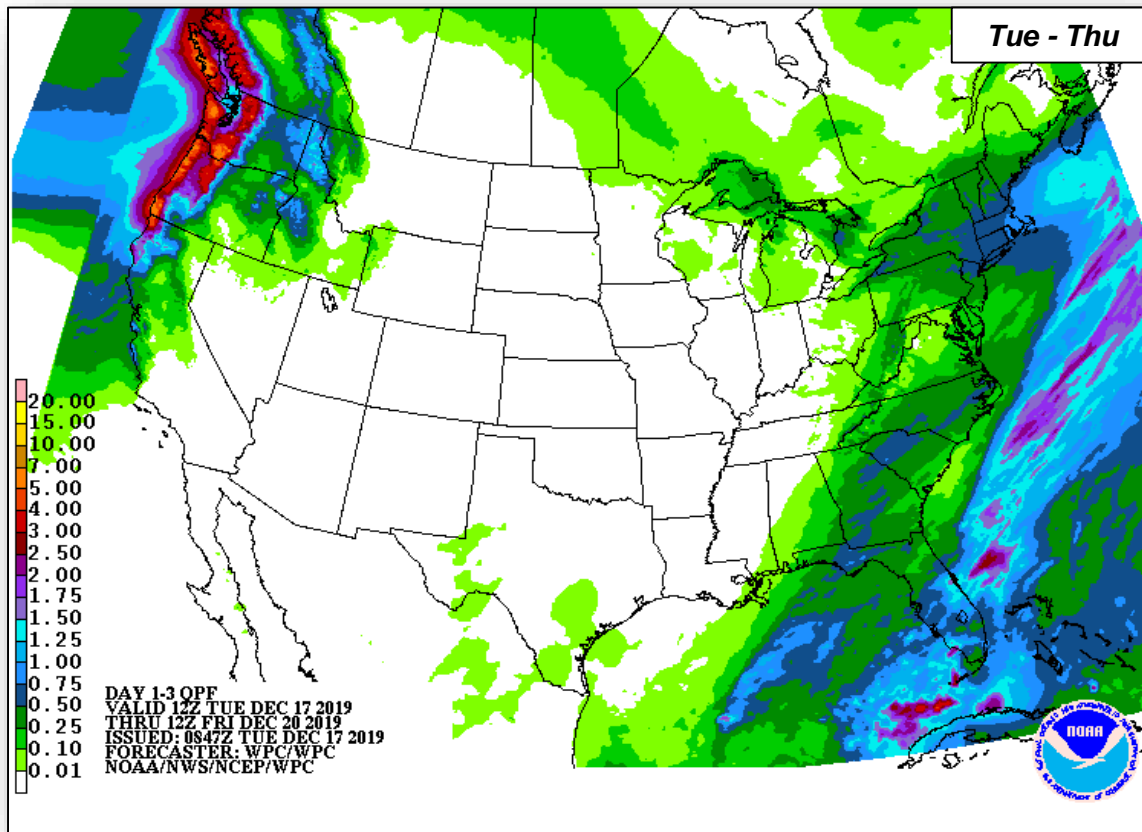 Tue - Thu
20.00
15.00
10.00
7.00
5.00
4.00
3.00
2.50
2.00
1.75
1.50
1.25
1.00
0.75
0.50
0.25
0.10
0.01
DAY 1-3 QPF
VALID 12Z TUE DEC 17 2019
THRU 12Z FRI DEC 20 2019
ISSUED: 0847Z TUE DEC 17 2019
FORECASTER: WPC/WPC
NOAA/NWS/NCEP/WPC
NOAA